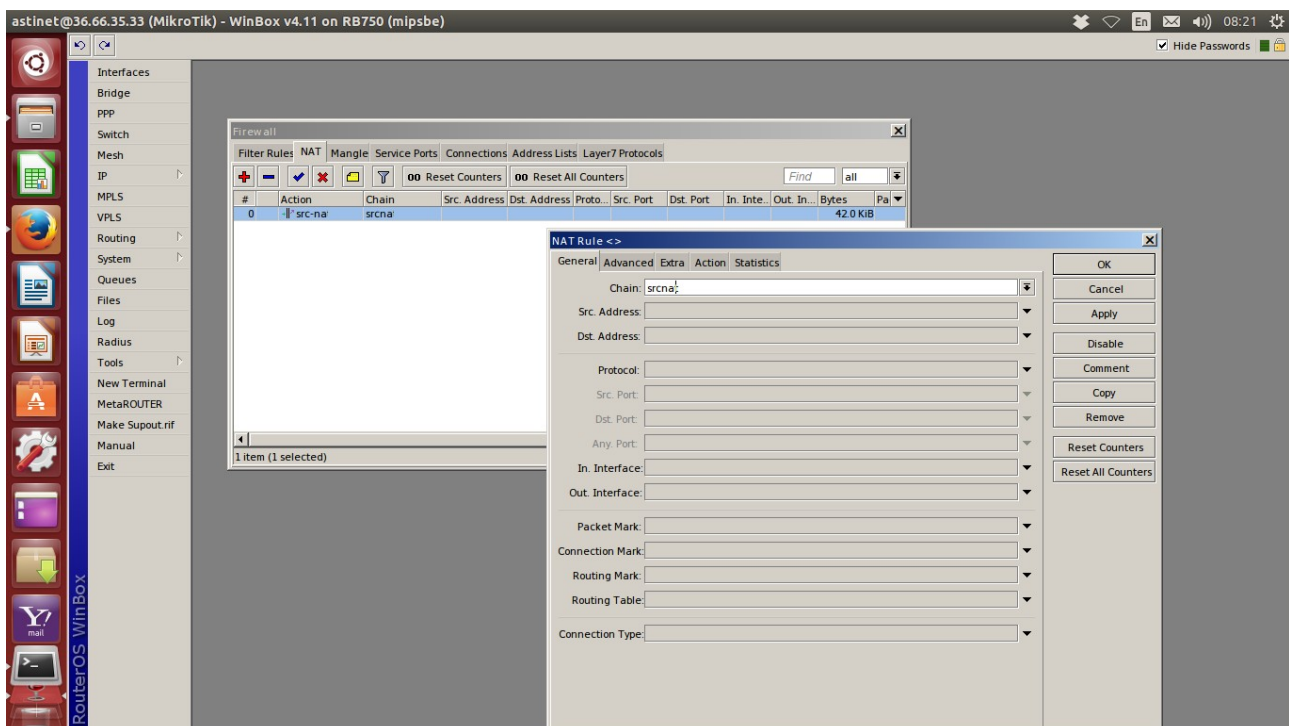 astinet@36.66.35.33 (MikroTik) - WinBox v4.11 on RB750 (mipsbe) En 08:21
Hide Passwords
Interfaces
Bridge
PPP
Switch
Mesh
IP
MPLS
VPLS
Routing
System
Queues
Files
Log
Radius
Tools
New Terminal
MetaROUTER
Make Supout.rif
Manual
Exit
RouterOS WinBox
Y!
mail
Firewall
Filter Rules NAT Mangle Service Ports Connections Address Lists Layer7 Protocols
00 Reset Counters 00 Reset All Counters Find all
# Action Chain Src. Address Dst. Address Proto... Src. Port Dst. Port In. Inte... Out. In... Bytes Pa
0 src-na srcna 42.0 KiB
1 item (1 selected)
NAT Rule <>
General Advanced Extra Action Statistics
Chain: srcna
Src. Address:
Dst. Address:
Protocol:
Src. Port:
Dst. Port:
Any. Port:
In. Interface:
Out. Interface:
Packet Mark:
Connection Mark:
Routing Mark:
Routing Table:
Connection Type:
OK
Cancel
Apply
Disable
Comment
Copy
Remove
Reset Counters
Reset All Counters